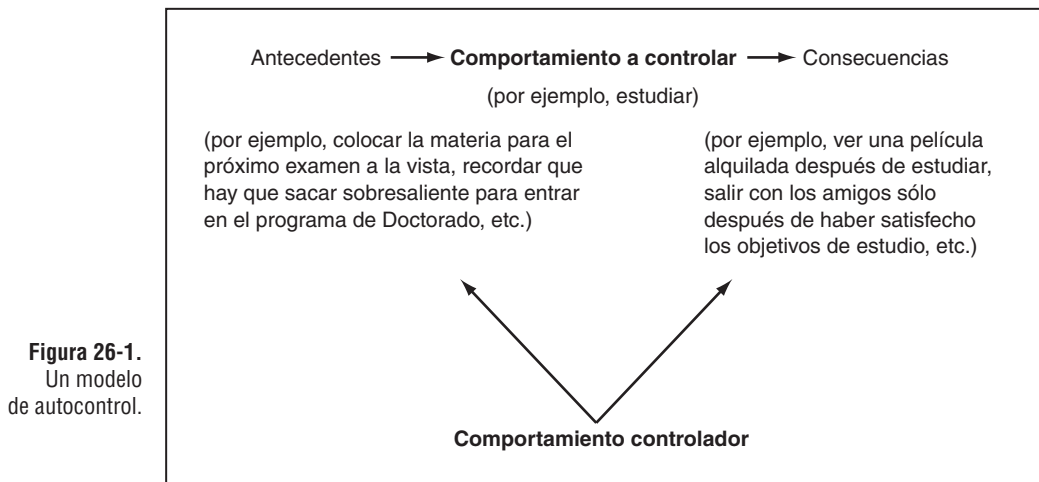 Antecedentes Comportamiento a controlar Consecuencias
(por ejemplo, estudiar)
(por ejemplo, colocar la materia para el
próximo examen a la vista, recordar que
hay que sacar sobresaliente para entrar
en el programa de Doctorado, etc.)
(por ejemplo, ver una película
alquilada después de estudiar,
salir con los amigos sólo
después de haber satisfecho
los objetivos de estudio, etc.)
Comportamiento controlador
Figura 26-1.
Un modelo
de autocontrol.